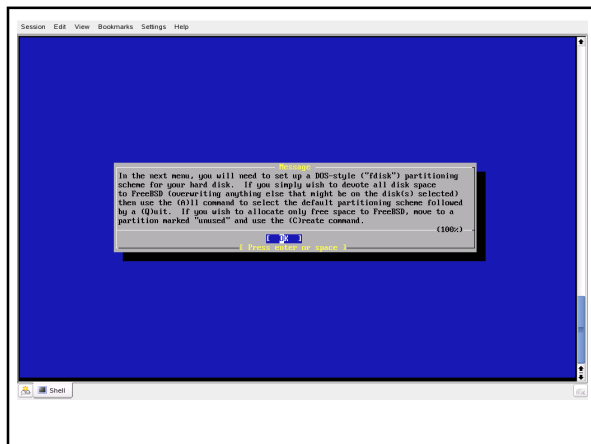 Session Edit View Bookmarks Settings Help
Message
In the next menu, you will need to set up a DOS-style ("fdisk") partitioning
scheme for your hard disk. If you simply wish to devote all disk space
to FreeBSD (overwriting anything else that might be on the disk(s) selected)
then use the (A)ll command to select the default partitioning scheme followed
by a (Q)uit. If you wish to allocate only free space to FreeBSD, move to a
partition marked "unused" and use the (C)reate command.
(100%)
[ OK ]
[ Press enter or space ]
Shell